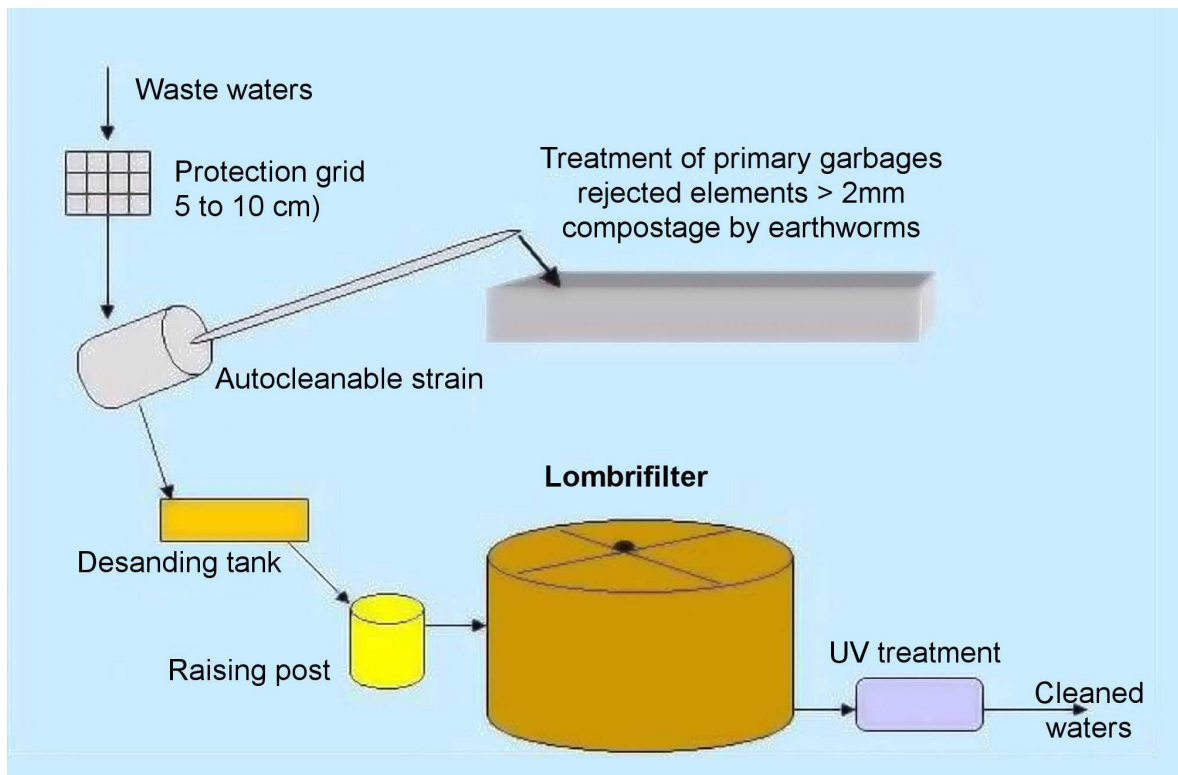 Waste waters
Protection grid
5 to 10 cm)
Treatment of primary garbages
rejected elements > 2mm
compostage by earthworms
Autocleanable strain
Lombrifilter
Desanding tank
Raising post
UV treatment
Cleaned
waters